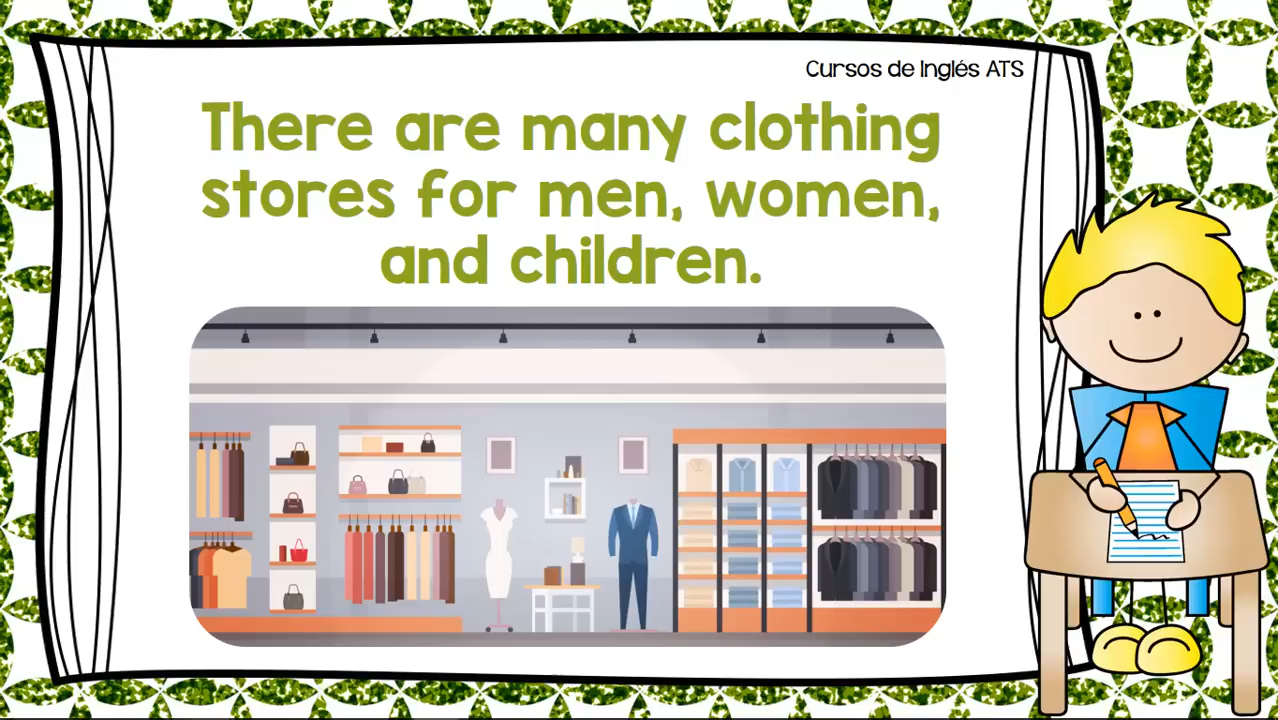 Cursos de Inglés ATS
There are many clothing
stores for men, women,
and children.